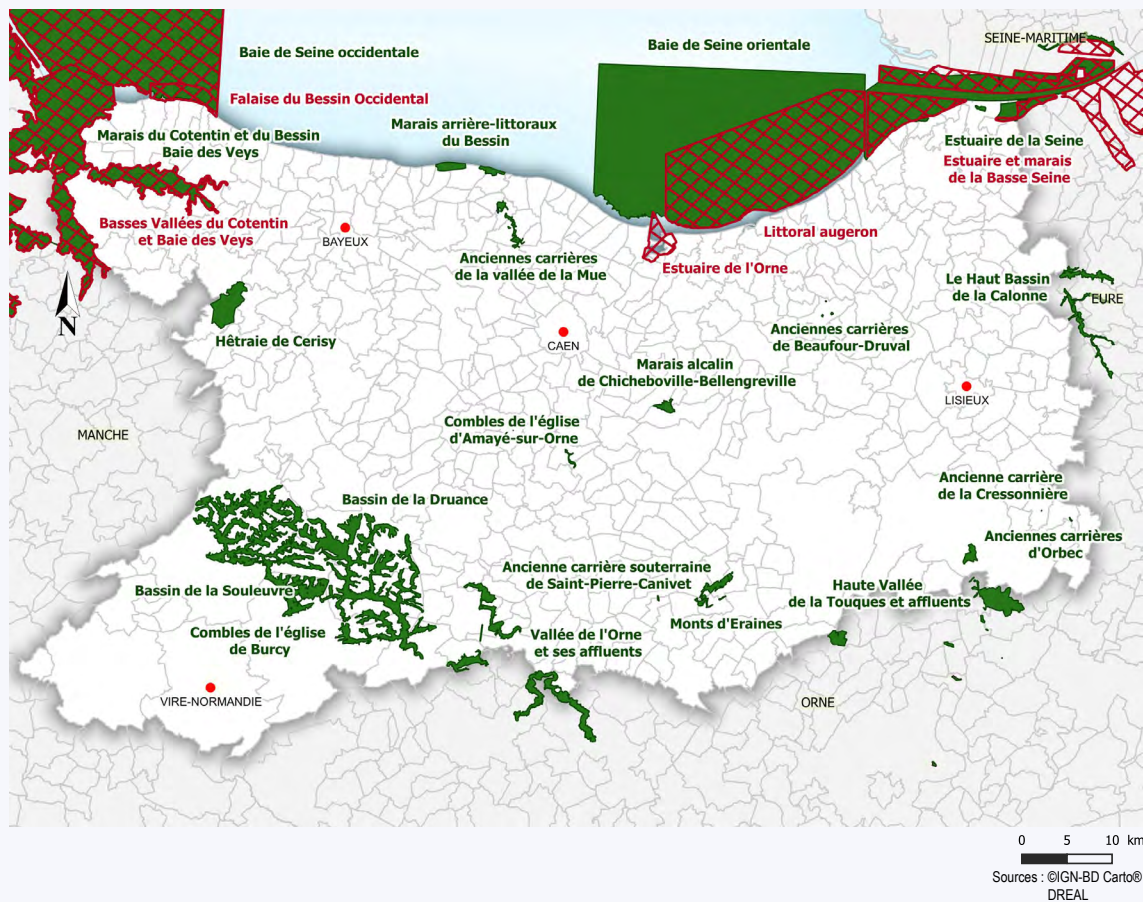 SEINE-MARITIME
Baie de Seine occidentale
Baie de Seine orientale
Falaise du Bessin Occidental
Marais arrière-littoraux
du Bessin
Marais du Cotentin et du Bessin
Baie des Veys
Estuaire de la Seine
Estuaire et marais
de la Basse Seine
Basses Vallées du Cotentin
et Baie des Veys
BAYEUX
Littoral augeron
Anciennes carrières
de la vallée de la Mue
Estuaire de l'Orne
Le Haut Bassin
de la Calonne
EURE
N
Hêtraie de Cerisy
CAEN
Anciennes carrières
de Beaufour-Druval
Marais alcalin
de Chicheboville-Bellengreville
LISIEUX
MANCHE
Combles de l'église
d'Amayé-sur-Orne
Ancienne carrière
de la Cressonnière
Bassin de la Druance
Anciennes carrières
d'Orbec
Ancienne carrière souterraine
de Saint-Pierre-Canivet
Haute Vallée
de la Touques et affluents
Bassin de la Souleuvre
Monts d'Eraines
Combles de l'église
de Burcy
Vallée de l'Orne
et ses affluents
VIRE-NORMANDIE
ORNE
0 5 10 km
Sources : ©IGN-BD Carto®
DREAL